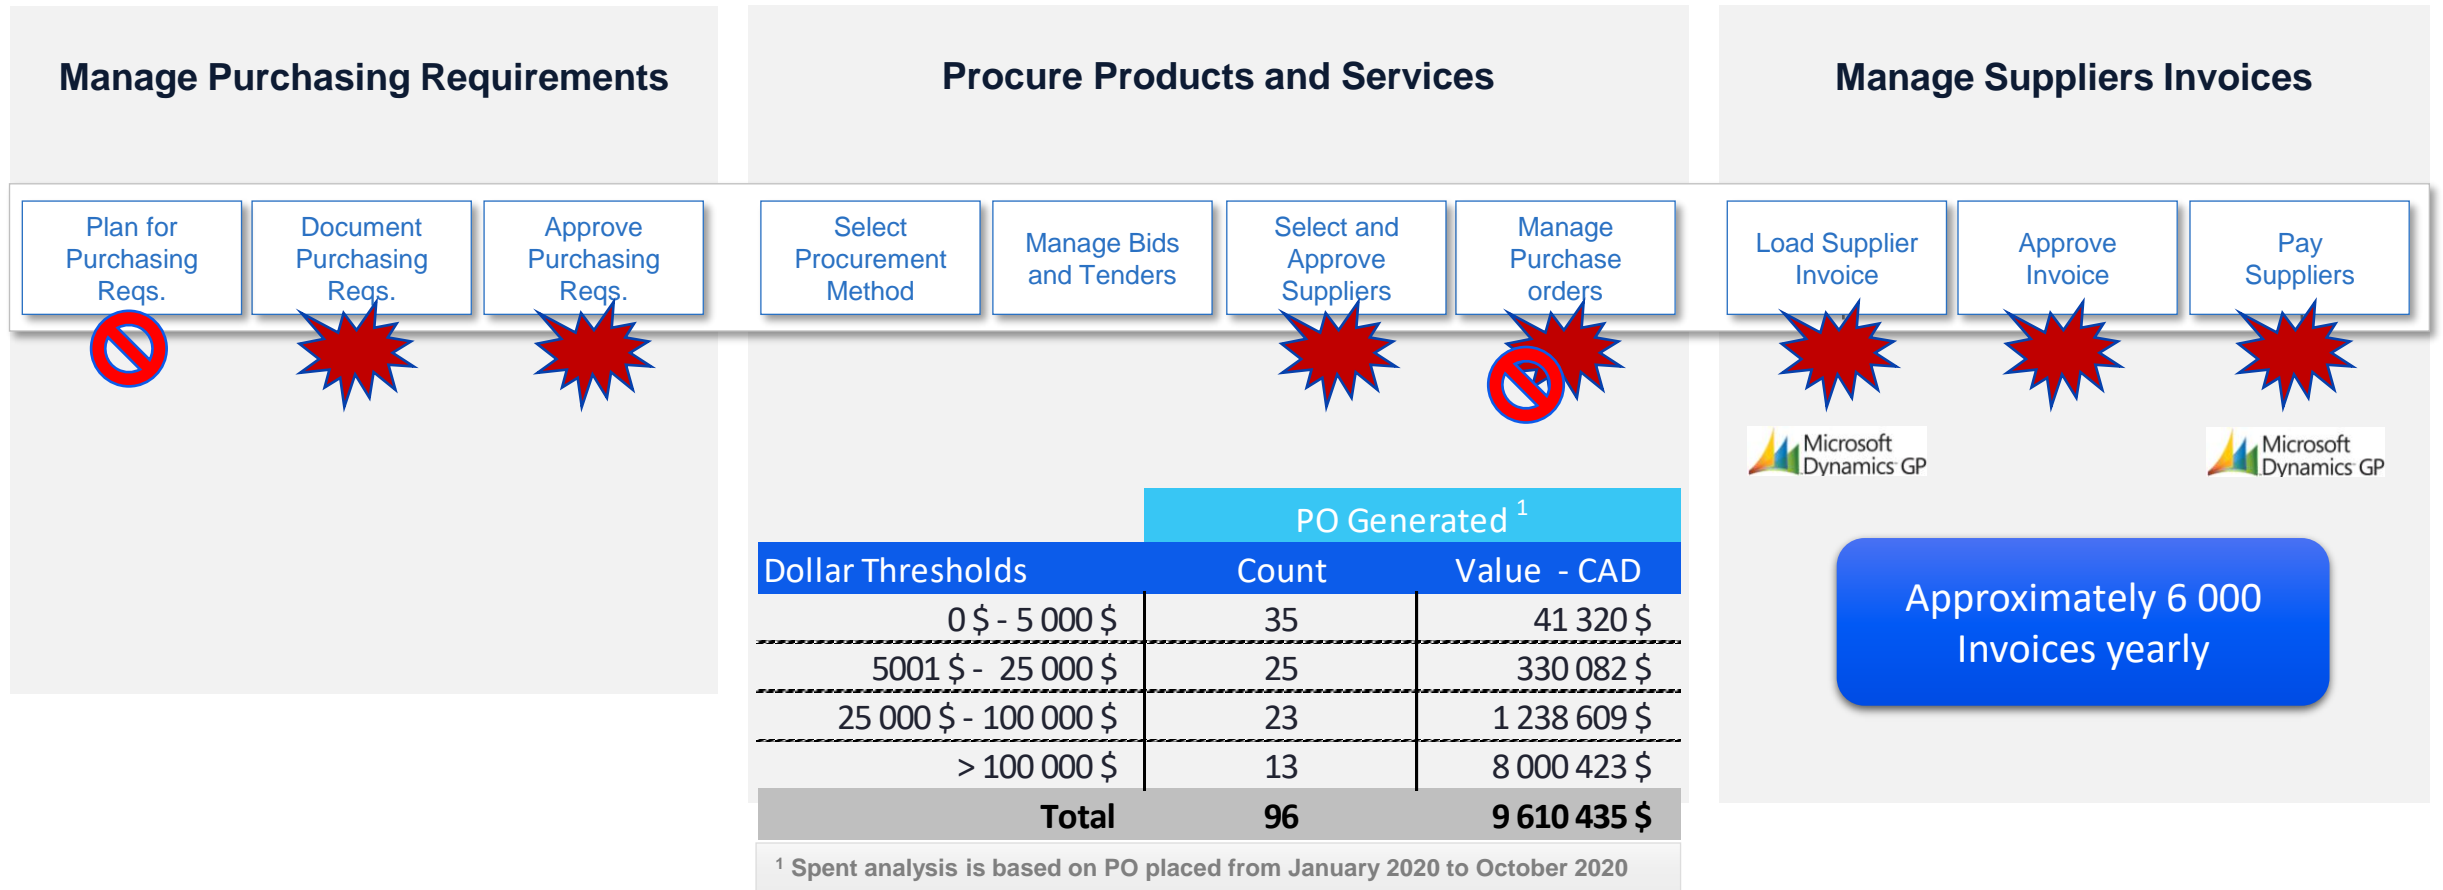 Manage Purchasing Requirements
Procure Products and Services
Manage Suppliers Invoices
Plan for
Purchasing
Reqs.
Document
Purchasing
Reqs.
Approve
Purchasing
Reqs.
Select
Procurement
Method
Manage Bids
and Tenders
Select and
Approve
Suppliers
Manage
Purchase
orders
Load Supplier
Invoice
Approve
Invoice
Pay
Suppliers
Microsoft
Dynamics GP
Microsoft
Dynamics GP
PO Generated 1
Dollar Thresholds Count Value - CAD
0 $ - 5 000 $ 35 41 320 $
5001 $ - 25 000 $ 25 330 082 $
25 000 $ - 100 000 $ 23 1 238 609 $
> 100 000 $ 13 8 000 423 $
Total 96 9 610 435 $
1 Spent analysis is based on PO placed from January 2020 to October 2020
Approximately 6 000
Invoices yearly